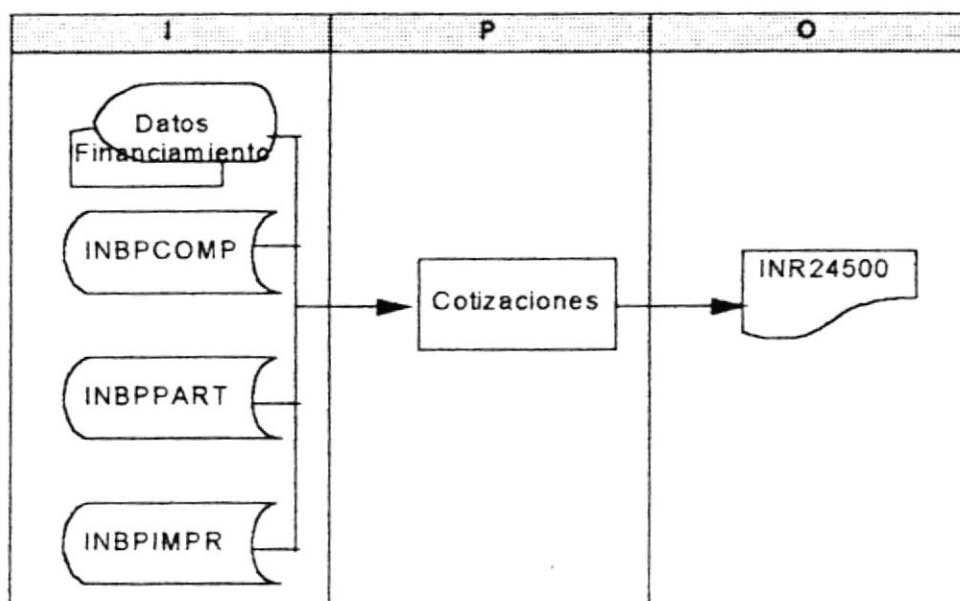 I
P
O
Datos
Financiamiento
INBPCOMP
INBPPART
INBPIMPR
Cotizaciones
INR24500